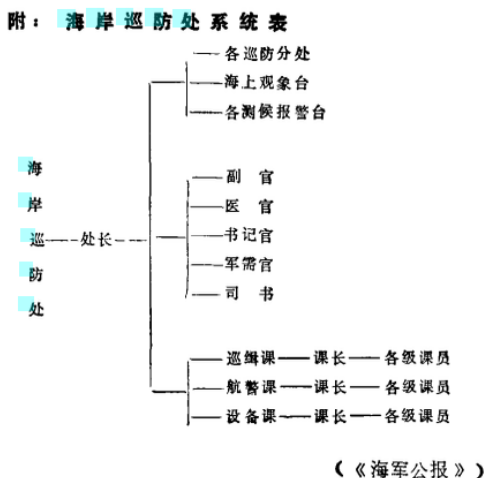 附：海岸巡防处系统表
各巡防分处
海上观象台
各测候报警台
海岸巡防处——处长
副官
医官
书记官
军需官
司书
巡缉课——课长——各级课员
航警课——课长——各级课员
设备课——课长——各级课员
（《海军公报》）